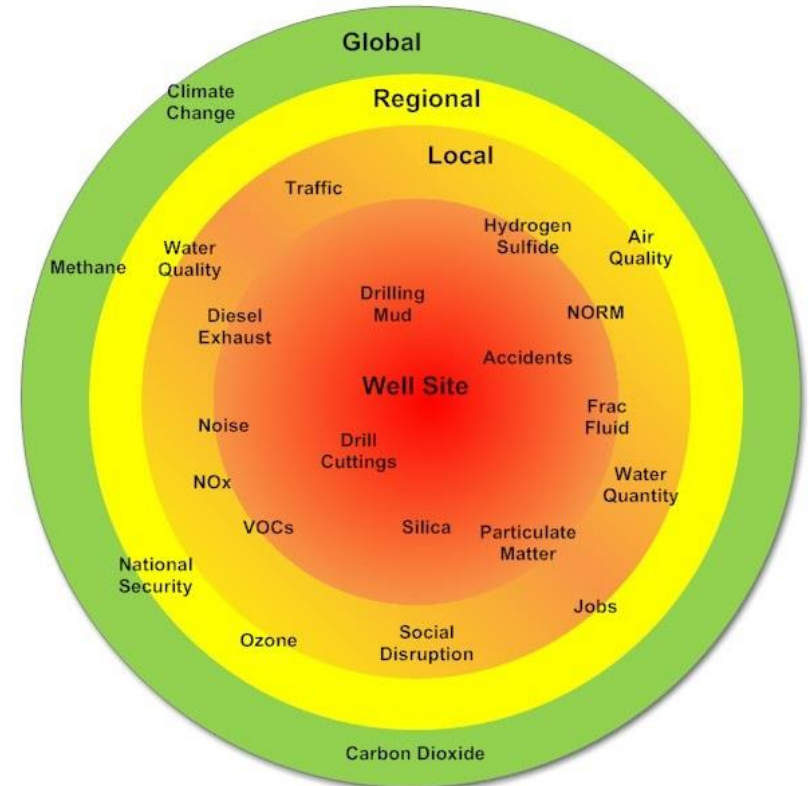 Global
Climate
Change
Regional
Local
Traffic
Hydrogen
Sulfide
Air
Quality
Water
Quality
Methane
Drilling
Mud
Diesel
Exhaust
NORM
Accidents
Well Site
Frac
Fluid
Noise
Drill
Cuttings
NOx
Water
Quantity
VOCs
Silica
Particulate
Matter
National
Security
Jobs
Ozone
Social
Disruption
Carbon Dioxide